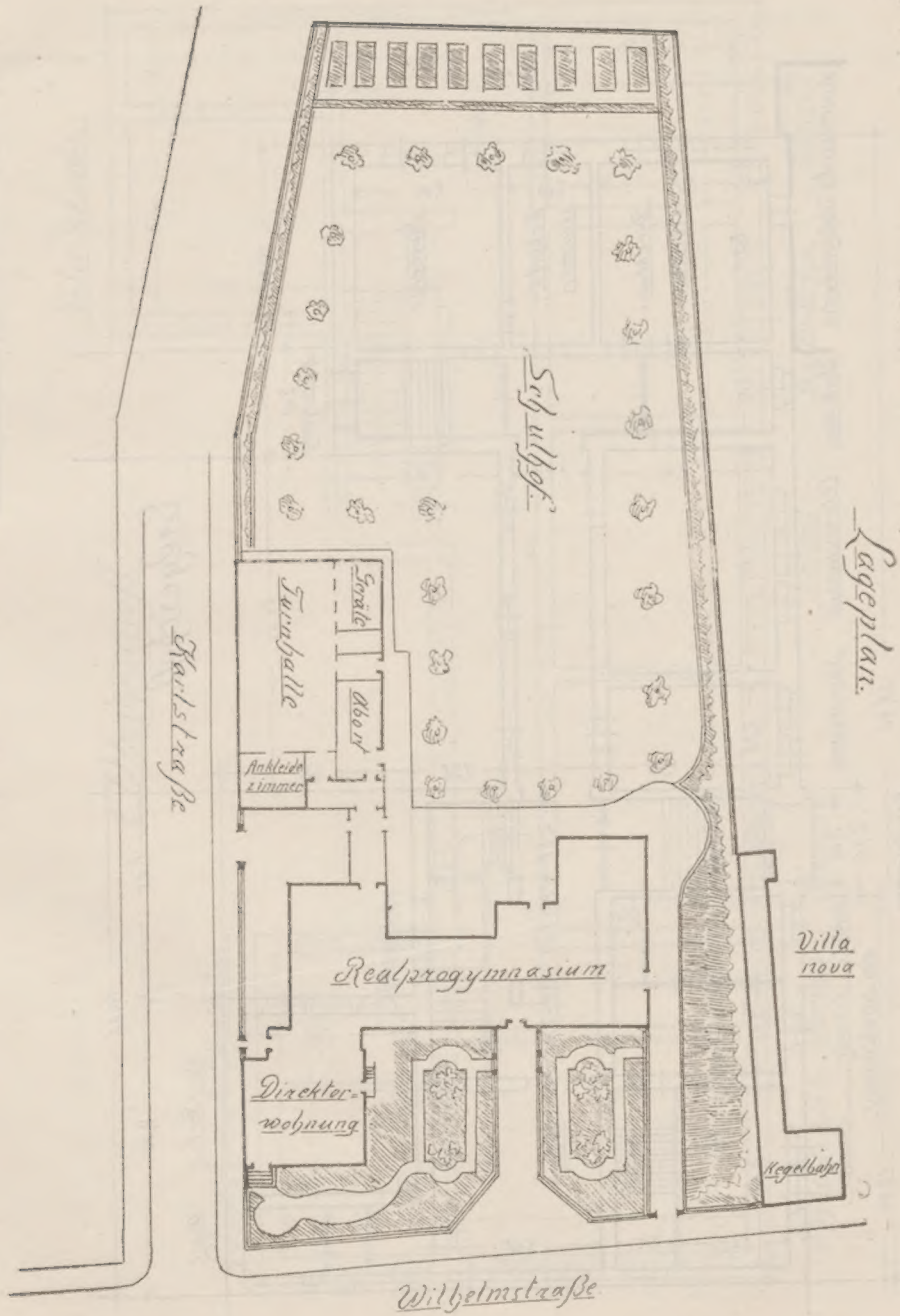 Lageplan.
Schulhof.
Karlstraße
Turnhalle
Geräte
Abort
Ankleide
zimmer
Realprogymnasium
Villa
nova
Direktor=
wohnung
Kegelbahn
Wilhelmstraße